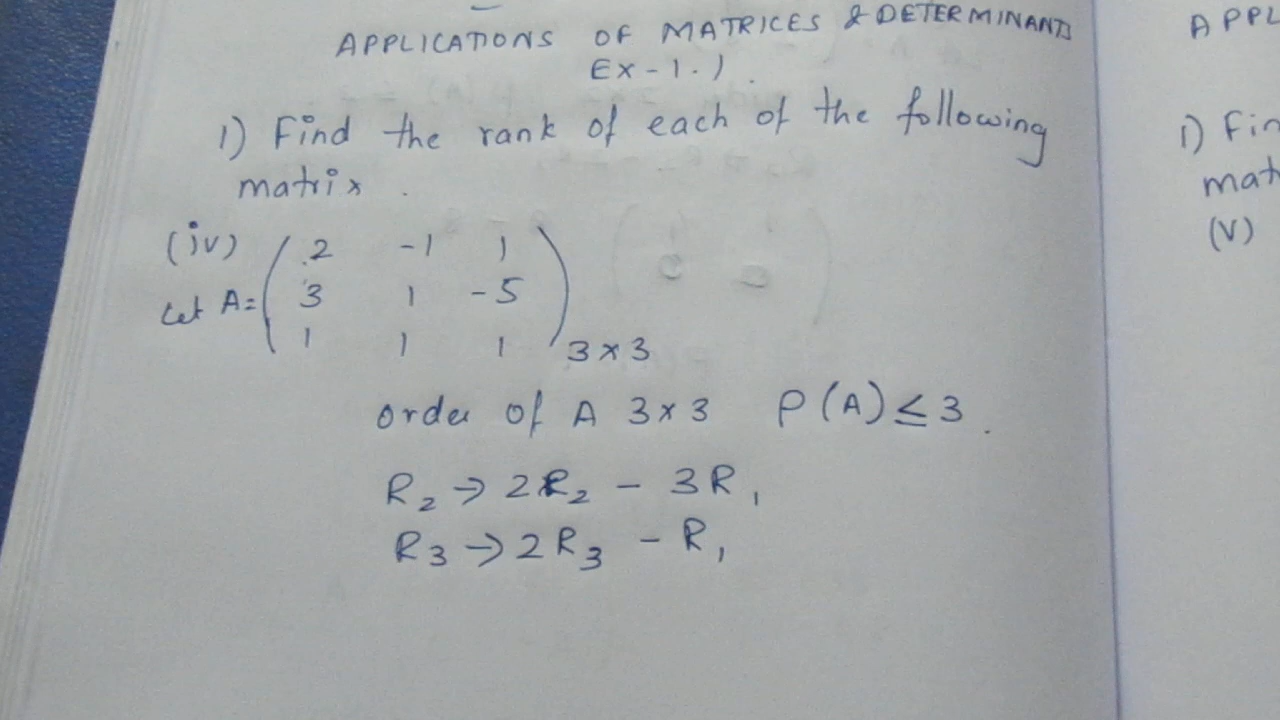 APPLICATIONS OF MATRICES & DETERMINANTS
EX-1.1.
1) Find the rank of each of the following
matrix.
(iv)
Let A= ( 2 -1 1
3 1 -5
1 1 1 ) 3×3
order of A 3×3 ρ(A) ≤ 3.
R₂ → 2R₂ - 3R₁
R₃ → 2R₃ - R₁
APPL
1) Fin
mat
(V)